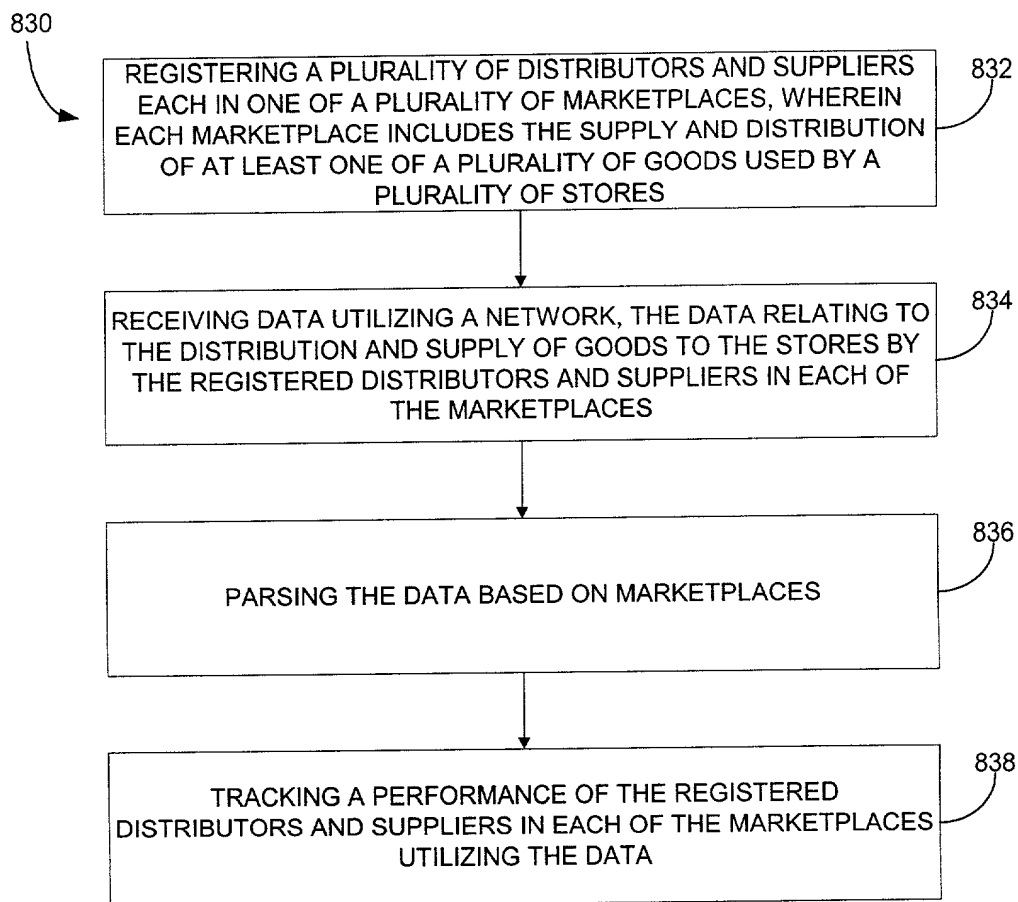 830
REGISTERING A PLURALITY OF DISTRIBUTORS AND SUPPLIERS
EACH IN ONE OF A PLURALITY OF MARKETPLACES, WHEREIN
EACH MARKETPLACE INCLUDES THE SUPPLY AND DISTRIBUTION
OF AT LEAST ONE OF A PLURALITY OF GOODS USED BY A
PLURALITY OF STORES
832
RECEIVING DATA UTILIZING A NETWORK, THE DATA RELATING TO
THE DISTRIBUTION AND SUPPLY OF GOODS TO THE STORES BY
THE REGISTERED DISTRIBUTORS AND SUPPLIERS IN EACH OF
THE MARKETPLACES
834
PARSING THE DATA BASED ON MARKETPLACES
836
TRACKING A PERFORMANCE OF THE REGISTERED
DISTRIBUTORS AND SUPPLIERS IN EACH OF THE MARKETPLACES
UTILIZING THE DATA
838